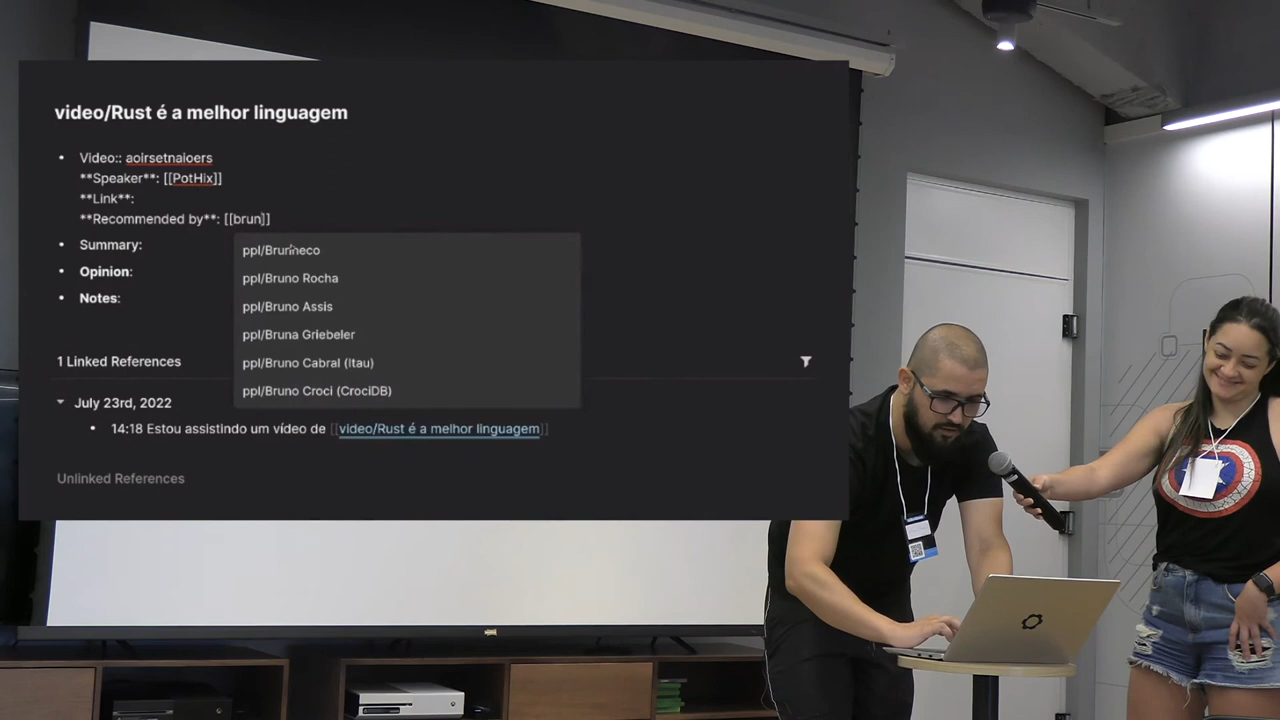 video/Rust é a melhor linguagem
Video:: aoirsetnaioers
**Speaker**: [[PotHix]]
**Link**:
**Recommended by**: [[brun]]
Summary:
Opinion:
Notes:
ppl/Bruneco
ppl/Bruno Rocha
ppl/Bruno Assis
ppl/Bruna Griebeler
ppl/Bruno Cabral (Itau)
ppl/Bruno Croci (CrociDB)
1 Linked References
July 23rd, 2022
14:18 Estou assistindo um vídeo de [[video/Rust é a melhor linguagem]]
Unlinked References